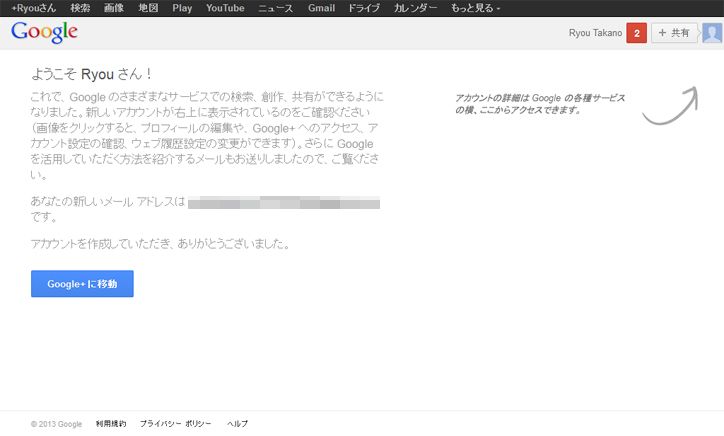 +Ryouさん 検索 画像 地図 Play YouTube ニュース Gmail ドライブ カレンダー もっと見る
Google
Ryou Takano 2 + 共有
ようこそ Ryou さん！
これで、Google のさまざまなサービスでの検索、創作、共有ができるように
なりました。新しいアカウントが右上に表示されているのをご確認ください
（画像をクリックすると、プロフィールの編集や、Google+ へのアクセス、ア
カウント設定の確認、ウェブ履歴設定の変更ができます）。さらに Google
を活用していただく方法を紹介するメールもお送りしましたので、ご覧くださ
い。
アカウントの詳細は Google の各種サービス
の横、ここからアクセスできます。
あなたの新しいメール アドレスは
です。
アカウントを作成していただき、ありがとうございました。
Google+ に移動
© 2013 Google 利用規約 プライバシー ポリシー ヘルプ